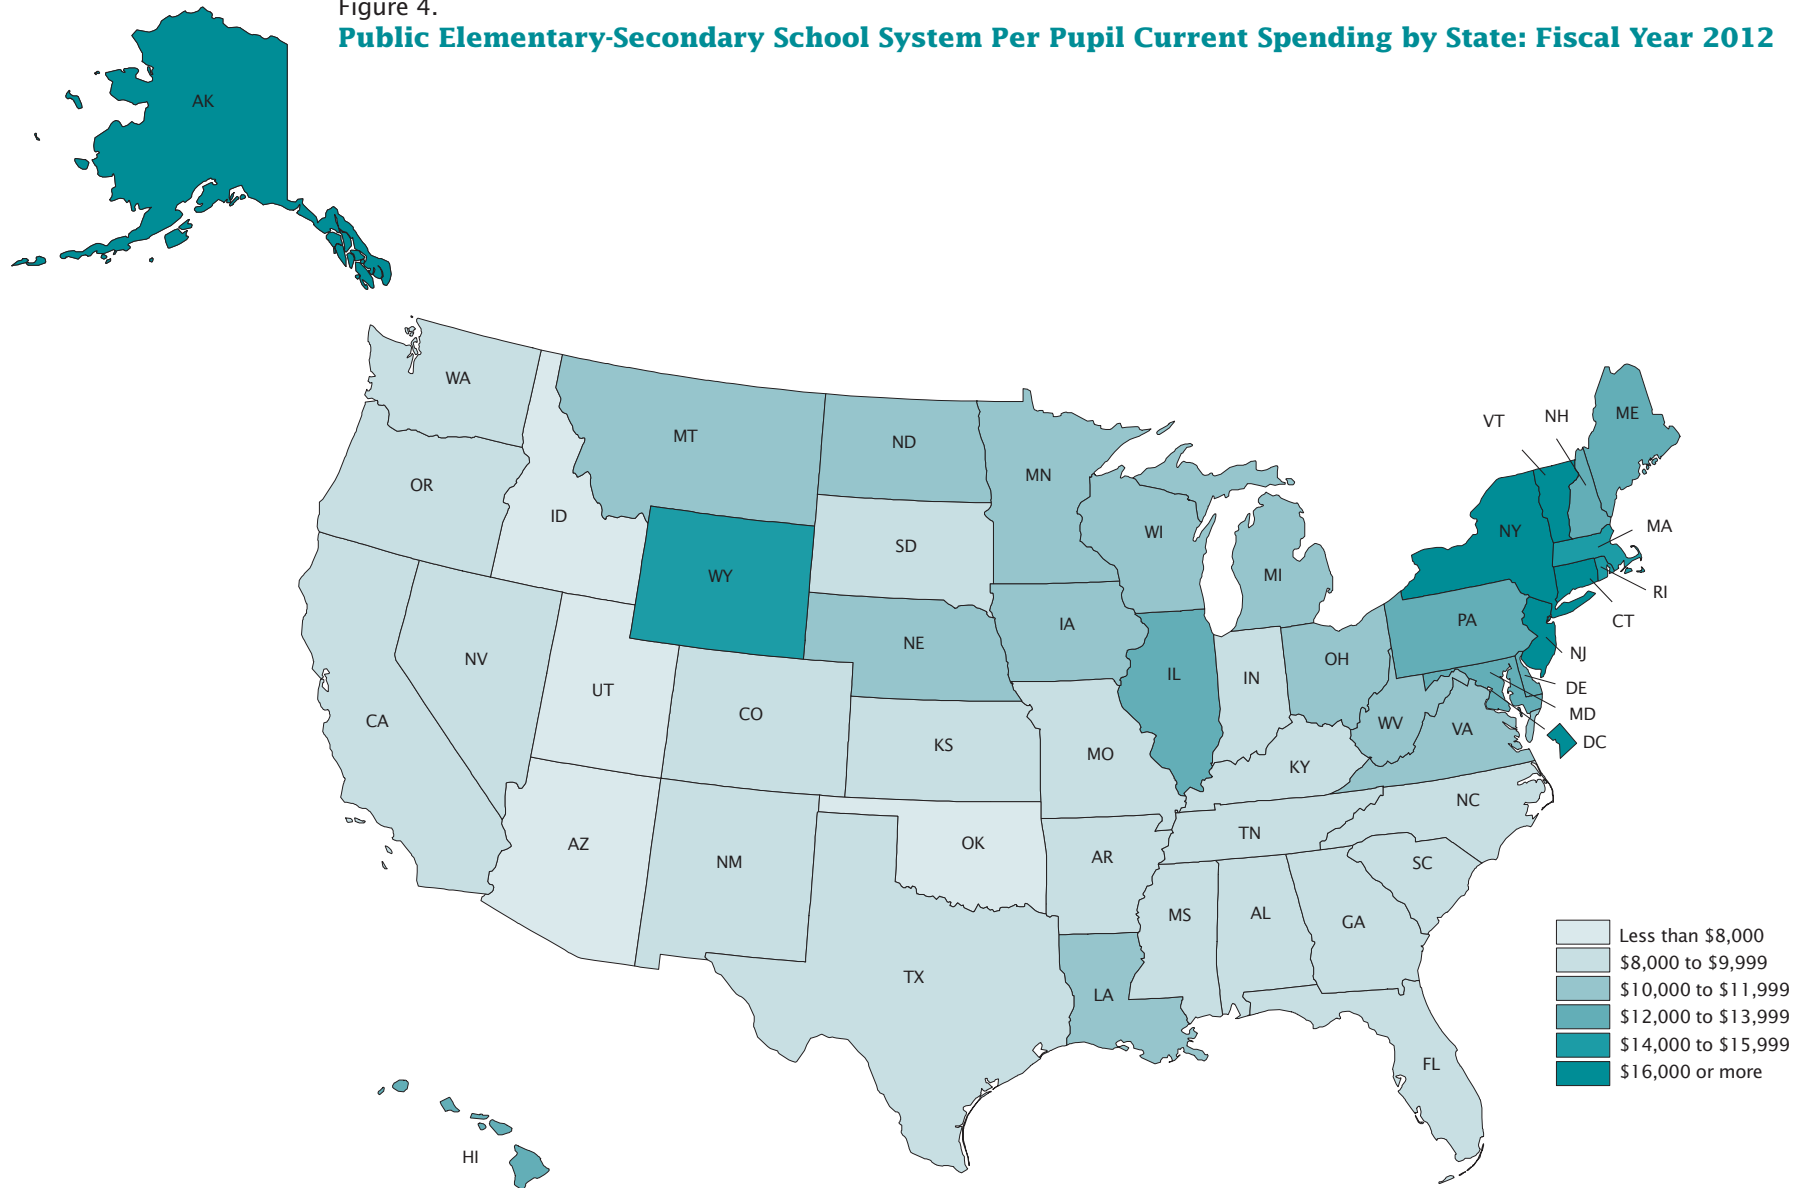 Figure 4.
Public Elementary-Secondary School System Per Pupil Current Spending by State: Fiscal Year 2012
AK
WA
MT
ND
MN
VT
NH
ME
OR
ID
WY
SD
WI
MI
NY
MA
RI
CT
NJ
DE
MD
DC
NV
UT
CO
NE
IA
IL
IN
OH
PA
WV
VA
CA
KS
MO
KY
NC
AZ
NM
OK
AR
TN
SC
MS
AL
GA
TX
LA
FL
HI
Less than $8,000
$8,000 to $9,999
$10,000 to $11,999
$12,000 to $13,999
$14,000 to $15,999
$16,000 or more